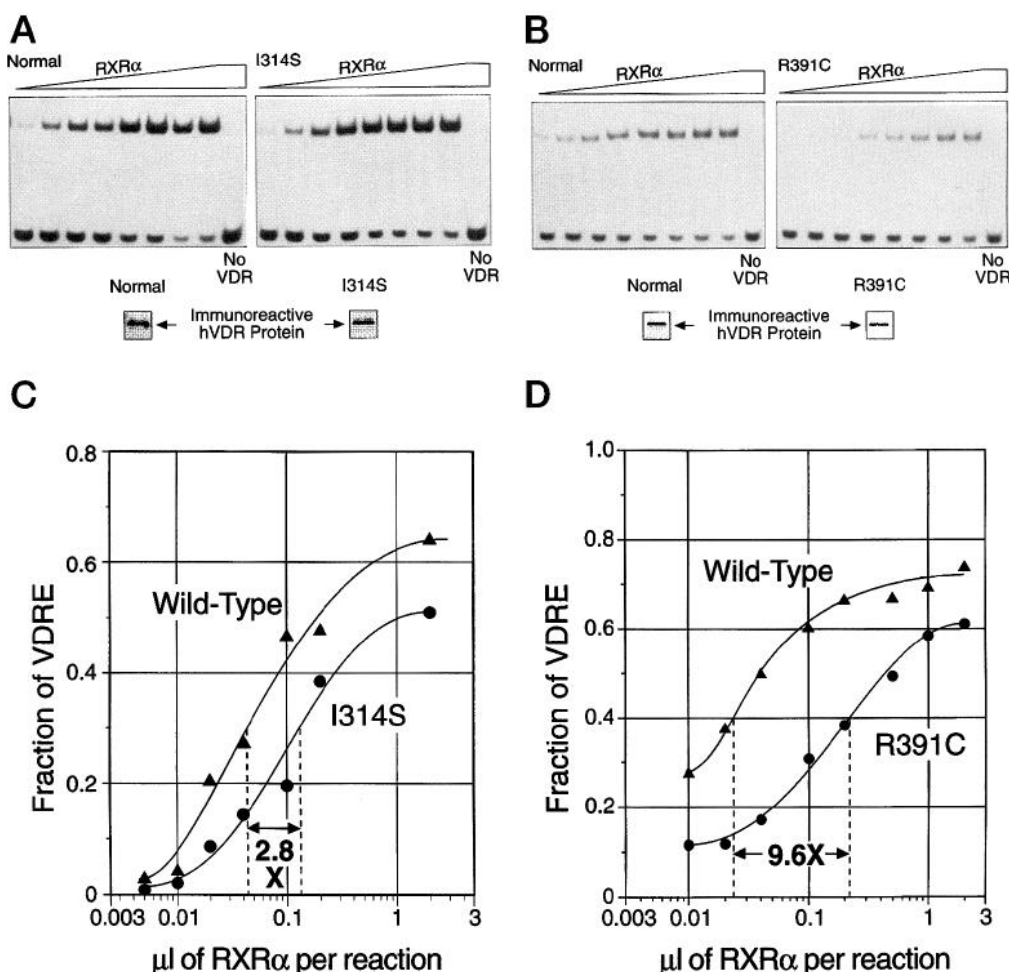 A
Normal
RXRα
I314S
RXRα
No
VDR
No
VDR
Normal
I314S
Immunoreactive
hVDR Protein
B
Normal
RXRα
R391C
RXRα
No
VDR
No
VDR
Normal
R391C
Immunoreactive
hVDR Protein
C
Fraction of VDRE
0.8
0.6
0.4
0.2
0
Wild-Type
I314S
2.8
X
0.003
0.01
0.1
1
3
µl of RXRα per reaction
D
Fraction of VDRE
1.0
0.8
0.6
0.4
0.2
0
Wild-Type
R391C
9.6X
0.003
0.01
0.1
1
3
µl of RXRα per reaction